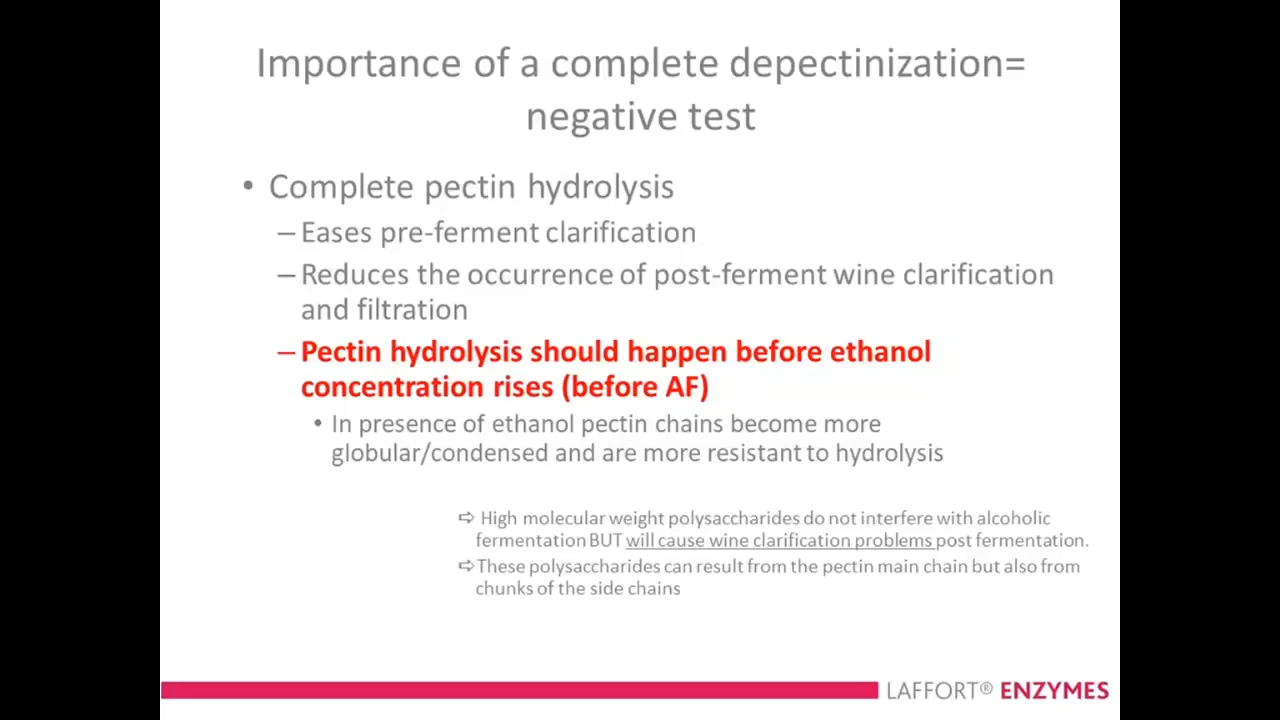 Importance of a complete depectinization=
negative test
• Complete pectin hydrolysis
– Eases pre-ferment clarification
– Reduces the occurrence of post-ferment wine clarification
and filtration
– Pectin hydrolysis should happen before ethanol
concentration rises (before AF)
• In presence of ethanol pectin chains become more
globular/condensed and are more resistant to hydrolysis
⇨ High molecular weight polysaccharides do not interfere with alcoholic
fermentation BUT will cause wine clarification problems post fermentation.
⇨These polysaccharides can result from the pectin main chain but also from
chunks of the side chains
LAFFORT® ENZYMES